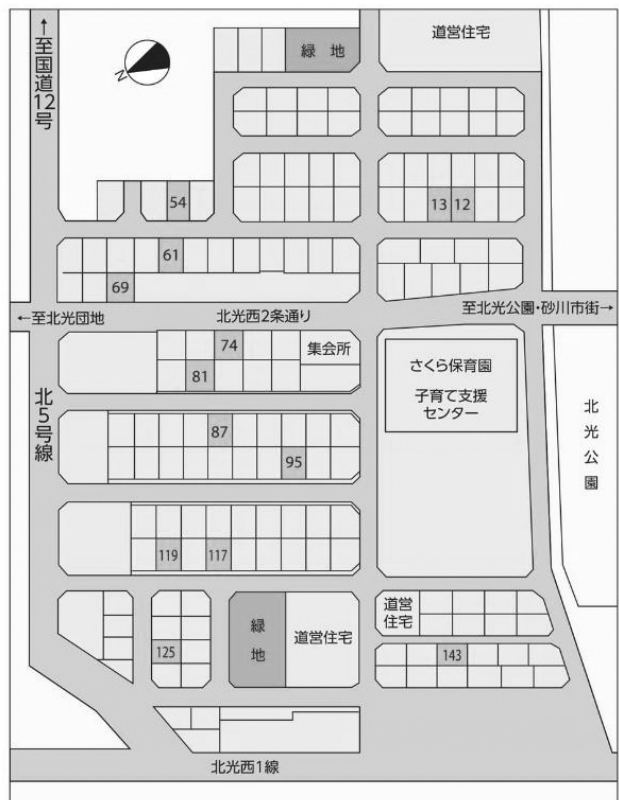 ←至国道12号
道営住宅
緑地
N
54
13
12
61
69
←至北光団地
北光西2条通り
至北光公園・砂川市街→
74
集会所
81
さくら保育園
子育て支援
センター
北5号線
北光公園
87
95
119
117
緑地
道営住宅
道営
住宅
125
143
北光西1線